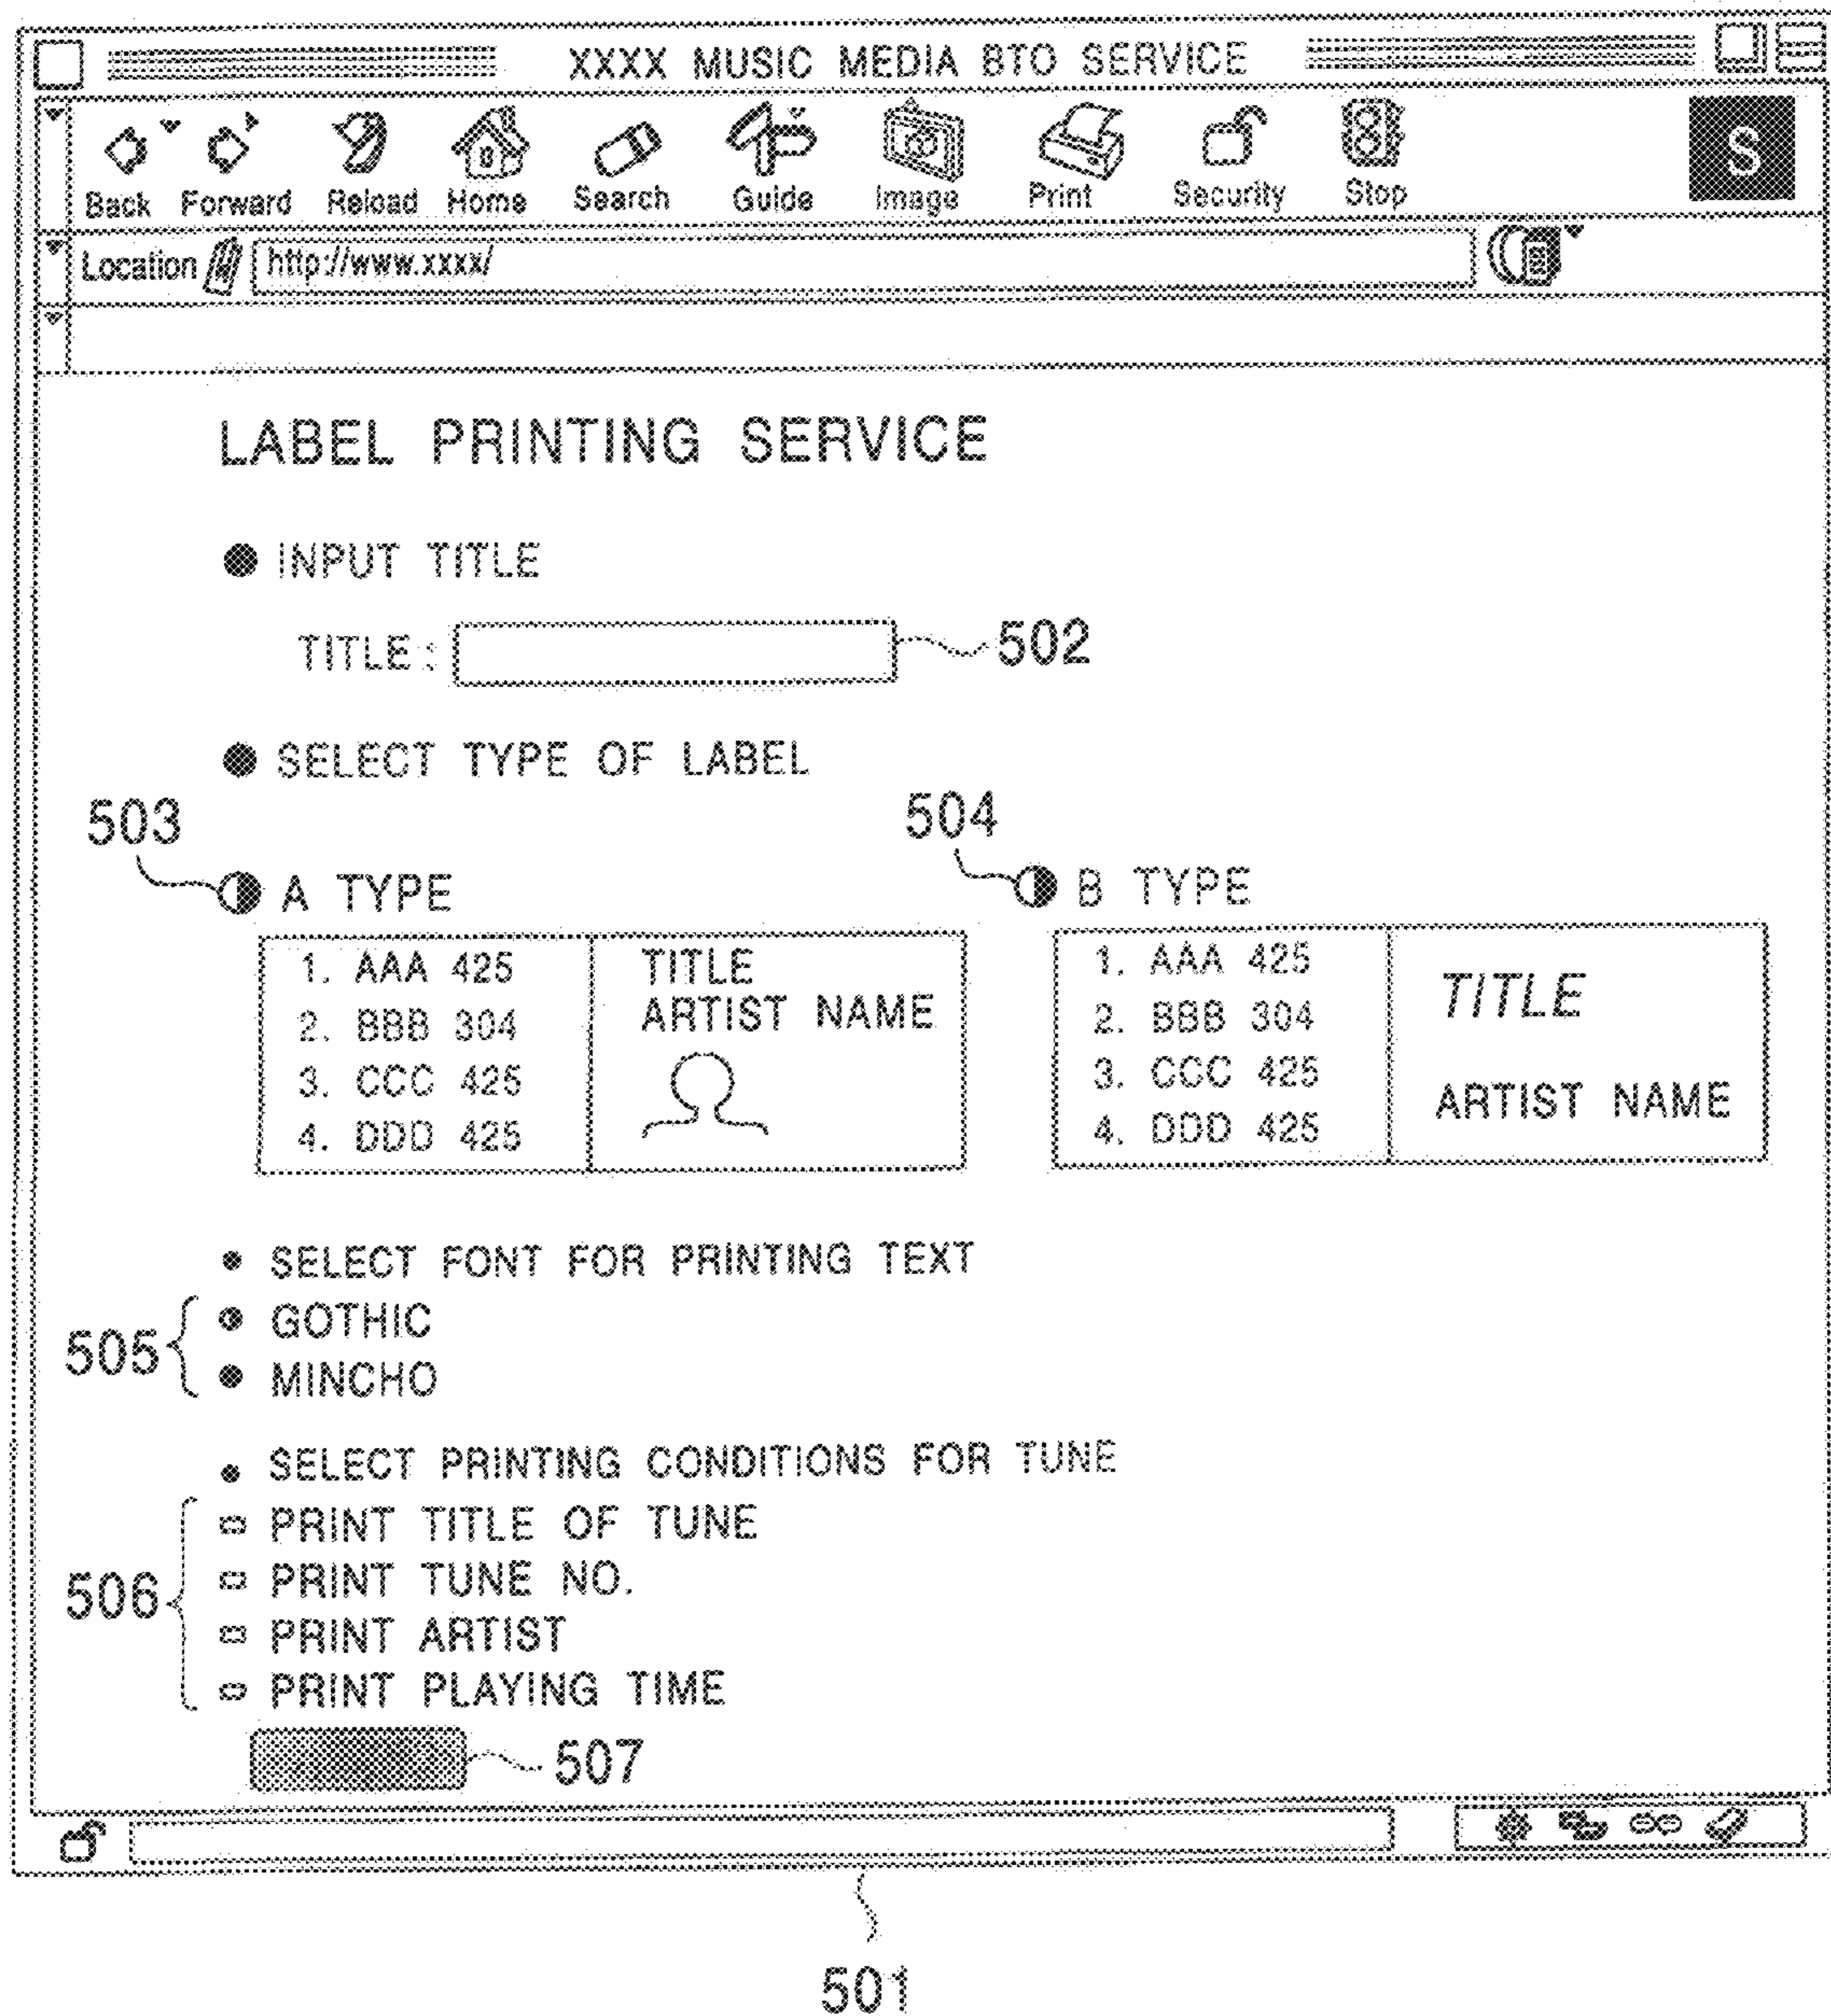 XXXX MUSIC MEDIA BTO SERVICE
Back Forward Reload Home Search Guide Image Print Security Stop
S
Location http://www.xxxx/
LABEL PRINTING SERVICE
● INPUT TITLE
TITLE : 502
● SELECT TYPE OF LABEL
503 504
A TYPE B TYPE
1. AAA 425
2. BBB 304
3. CCC 425
4. DDD 425
TITLE
ARTIST NAME
1. AAA 425
2. BBB 304
3. CCC 425
4. DDD 425
TITLE
ARTIST NAME
• SELECT FONT FOR PRINTING TEXT
505
GOTHIC
MINCHO
• SELECT PRINTING CONDITIONS FOR TUNE
506
PRINT TITLE OF TUNE
PRINT TUNE NO.
PRINT ARTIST
PRINT PLAYING TIME
507
501